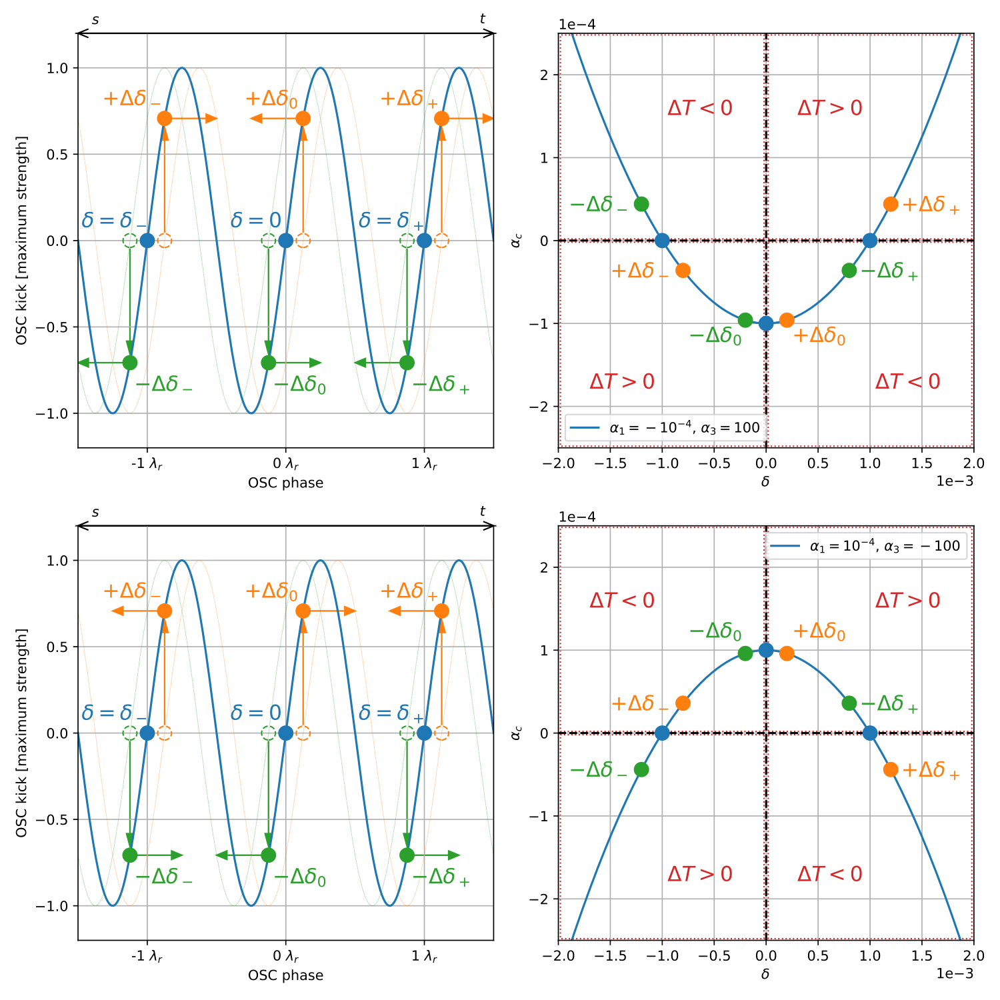 s t
OSC kick [maximum strength]
1.0
0.5
0.0
−0.5
−1.0
+Δδ₋ +Δδ₀ +Δδ₊
δ = δ₋ δ = 0 δ = δ₊
−Δδ₋ −Δδ₀ −Δδ₊
-1 λᵣ 0 λᵣ 1 λᵣ
OSC phase
1e−4
α_c
2
1
0
−1
−2
ΔT < 0 ΔT > 0
−Δδ₋ +Δδ₊
+Δδ₋ −Δδ₊
−Δδ₀ +Δδ₀
ΔT > 0 ΔT < 0
α₁ = −10⁻⁴, α₃ = 100
−2.0 −1.5 −1.0 −0.5 0.0 0.5 1.0 1.5 2.0
δ 1e−3
s t
OSC kick [maximum strength]
1.0
0.5
0.0
−0.5
−1.0
+Δδ₋ +Δδ₀ +Δδ₊
δ = δ₋ δ = 0 δ = δ₊
−Δδ₋ −Δδ₀ −Δδ₊
-1 λᵣ 0 λᵣ 1 λᵣ
OSC phase
1e−4
α_c
2
1
0
−1
−2
α₁ = 10⁻⁴, α₃ = −100
ΔT < 0 ΔT > 0
−Δδ₀ +Δδ₀
+Δδ₋ −Δδ₊
−Δδ₋ +Δδ₊
ΔT > 0 ΔT < 0
−2.0 −1.5 −1.0 −0.5 0.0 0.5 1.0 1.5 2.0
δ 1e−3